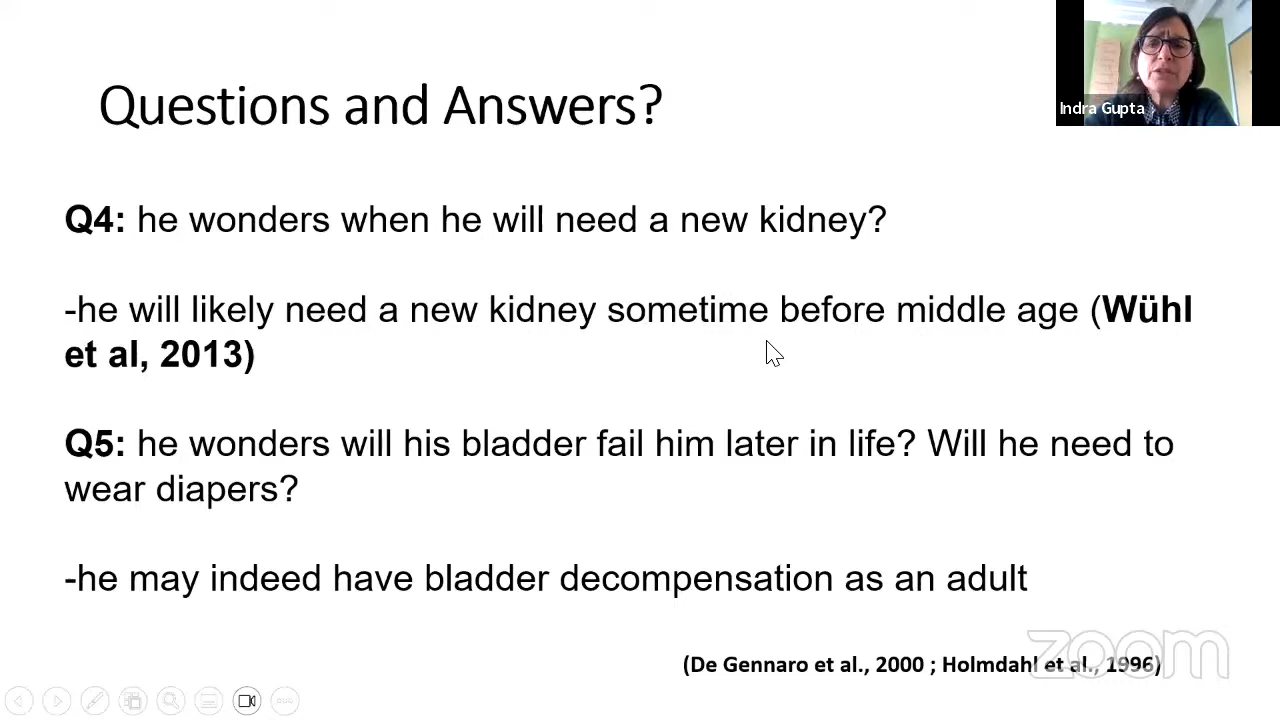 Indra Gupta
Questions and Answers?
Q4: he wonders when he will need a new kidney?
-he will likely need a new kidney sometime before middle age (Wühl
et al, 2013)
Q5: he wonders will his bladder fail him later in life? Will he need to
wear diapers?
-he may indeed have bladder decompensation as an adult
(De Gennaro et al., 2000 ; Holmdahl et al., 1996)
zoom